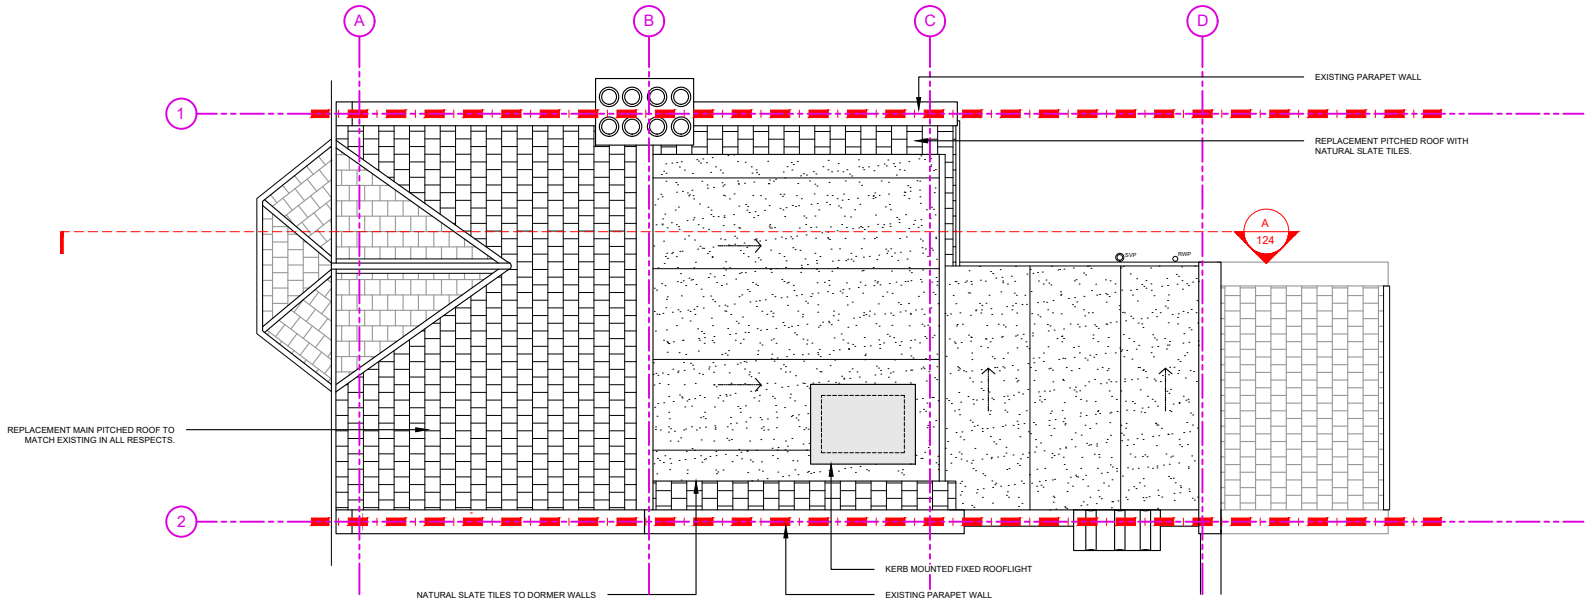 A
B
C
D
1
EXISTING PARAPET WALL
REPLACEMENT PITCHED ROOF WITH
NATURAL SLATE TILES.
A
124
SVP
RWP
REPLACEMENT MAIN PITCHED ROOF TO
MATCH EXISTING IN ALL RESPECTS.
2
KERB MOUNTED FIXED ROOFLIGHT
NATURAL SLATE TILES TO DORMER WALLS
EXISTING PARAPET WALL